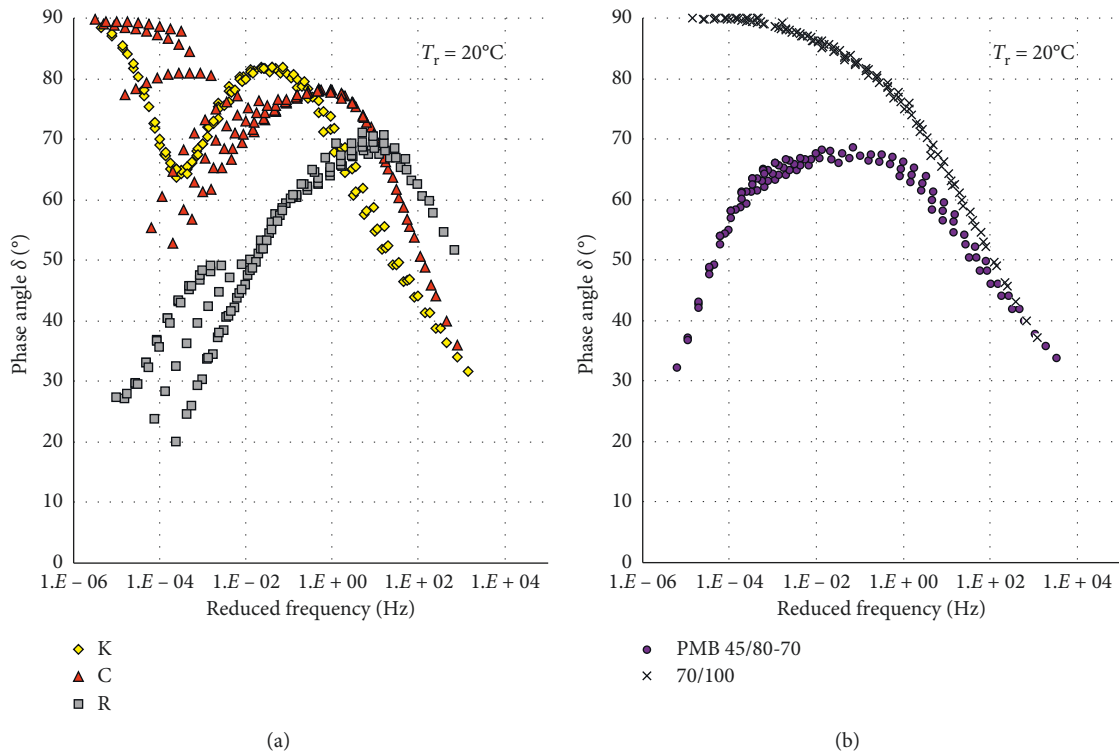 90
80
70
60
50
40
30
20
10
0
Phase angle δ (°)
T_r = 20°C
1.E – 06 1.E – 04 1.E – 02 1.E + 00 1.E + 02 1.E + 04
Reduced frequency (Hz)
K
C
R
(a)
90
80
70
60
50
40
30
20
10
0
Phase angle δ (°)
T_r = 20°C
1.E – 06 1.E – 04 1.E – 02 1.E + 00 1.E + 02 1.E + 04
Reduced frequency (Hz)
PMB 45/80-70
70/100
(b)